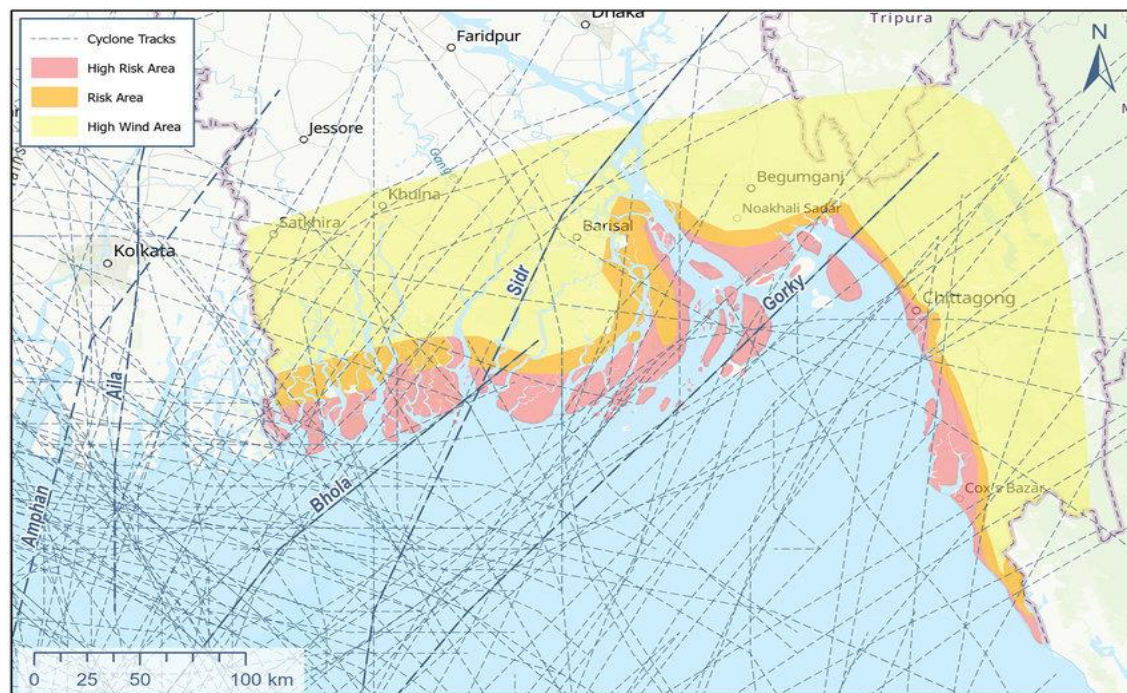 Dhaka
Tripura
N
Cyclone Tracks
High Risk Area
Risk Area
High Wind Area
Faridpur
Jessore
Begumganj
Khulna
Noakhali Sadar
Satkhira
Barisal
Kolkata
Sidr
Gorky
Chittagong
Aila
Bhola
Cox's Bazar
Amphan
0 25 50 100 km